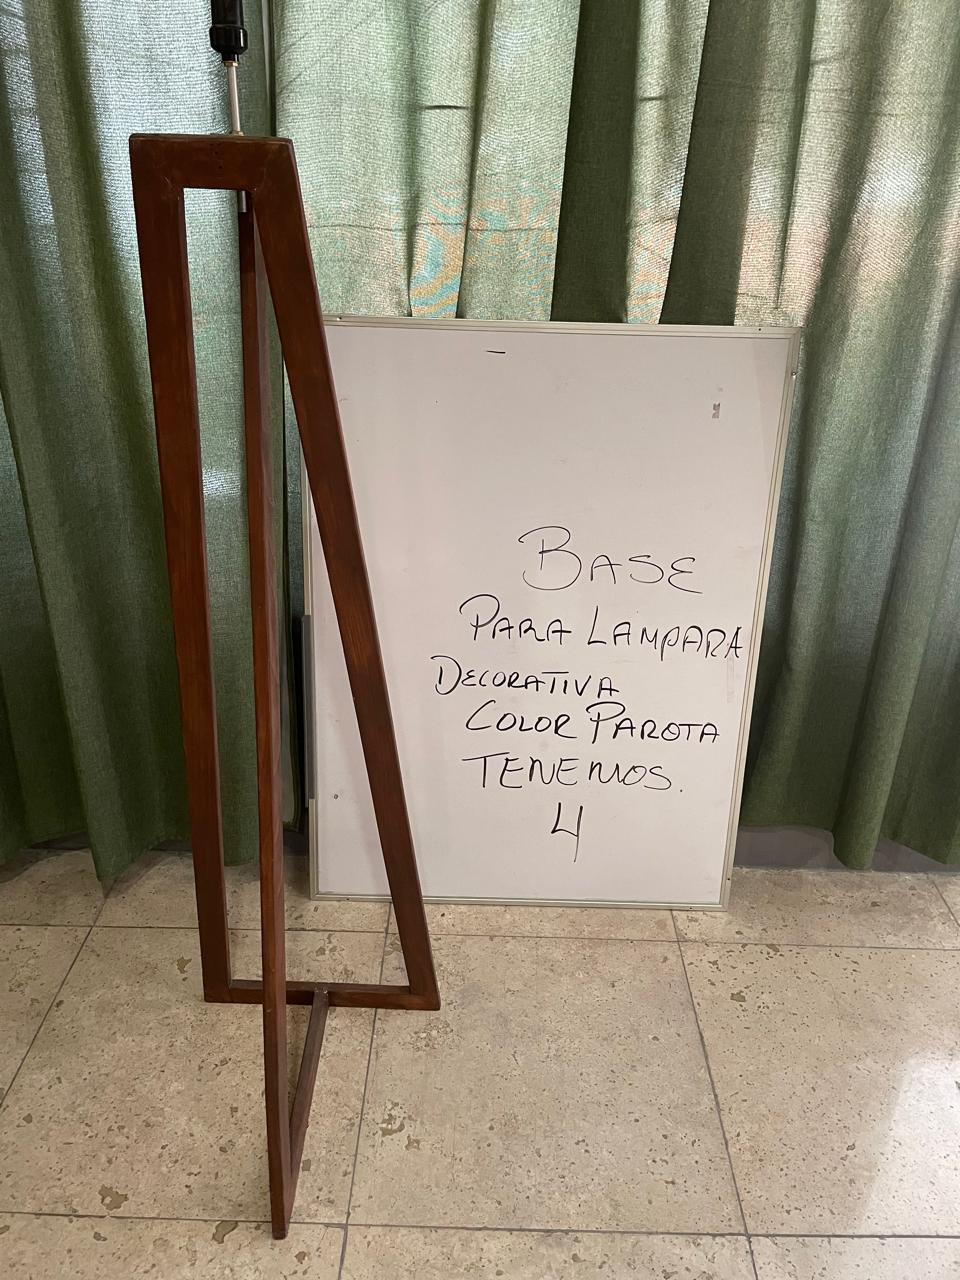 BASE
PARA LAMPARA
DECORATIVA
COLOR PAROTA
TENEMOS.
4